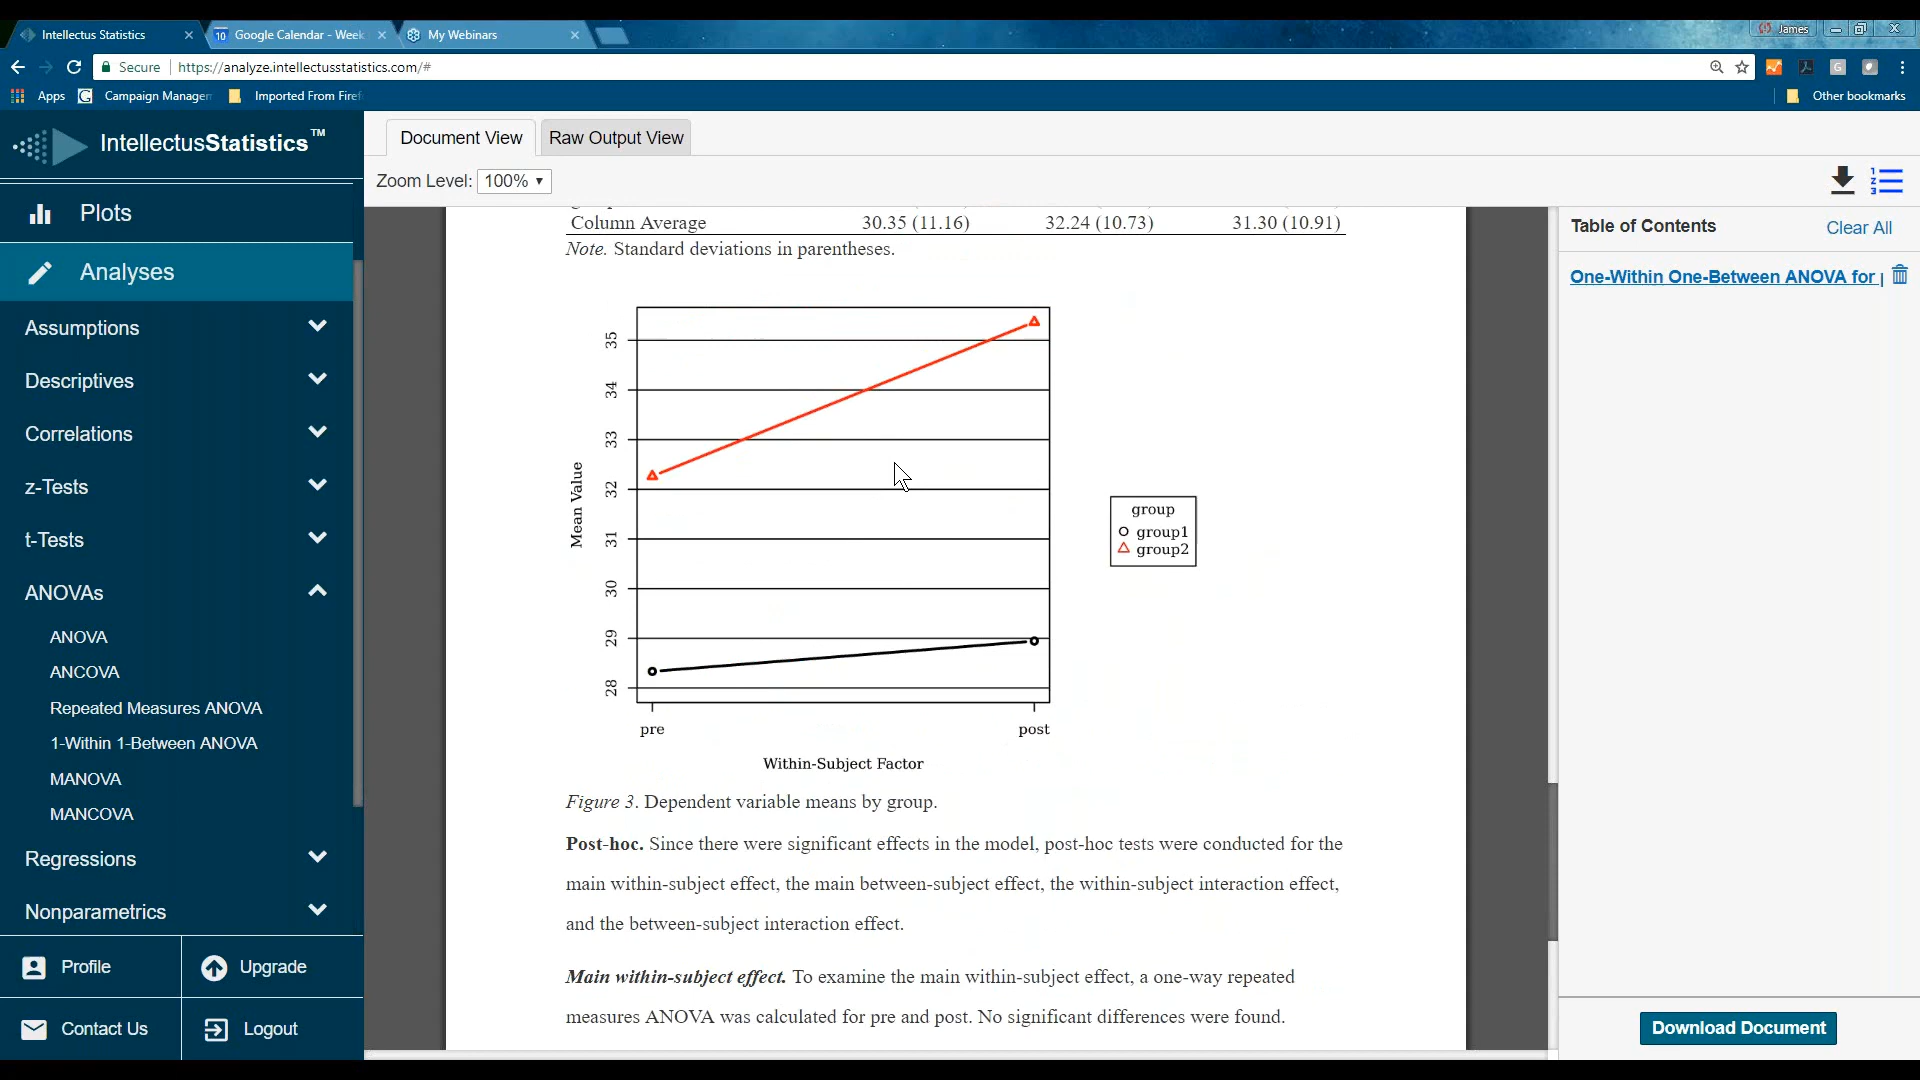 Intellectus Statistics
Google Calendar - Week
My Webinars
James
Secure
https://analyze.intellectusstatistics.com/#
Apps
Campaign Manager
Imported From Firef
Other bookmarks
IntellectusStatistics™
Plots
Analyses
Assumptions
Descriptives
Correlations
z-Tests
t-Tests
ANOVAs
ANOVA
ANCOVA
Repeated Measures ANOVA
1-Within 1-Between ANOVA
MANOVA
MANCOVA
Regressions
Nonparametrics
Profile
Upgrade
Contact Us
Logout
Document View
Raw Output View
Zoom Level: 100%
Column Average 30.35 (11.16) 32.24 (10.73) 31.30 (10.91)
Note. Standard deviations in parentheses.
35
34
33
32
31
30
29
28
Mean Value
pre
post
Within-Subject Factor
group
group1
group2
Figure 3. Dependent variable means by group.
Post-hoc. Since there were significant effects in the model, post-hoc tests were conducted for the
main within-subject effect, the main between-subject effect, the within-subject interaction effect,
and the between-subject interaction effect.
Main within-subject effect. To examine the main within-subject effect, a one-way repeated
measures ANOVA was calculated for pre and post. No significant differences were found.
Table of Contents
Clear All
One-Within One-Between ANOVA for
Download Document